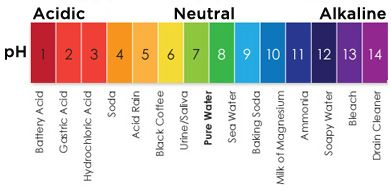 Acidic Neutral Alkaline
pH 1 2 3 4 5 6 7 8 9 10 11 12 13 14
Battery Acid
Gastric Acid
Hydrochloric Acid
Soda
Acid Rain
Black Coffee
Urine/Saliva
Pure Water
Sea Water
Baking Soda
Milk of Magnesium
Ammonia
Soapy Water
Bleach
Drain Cleaner